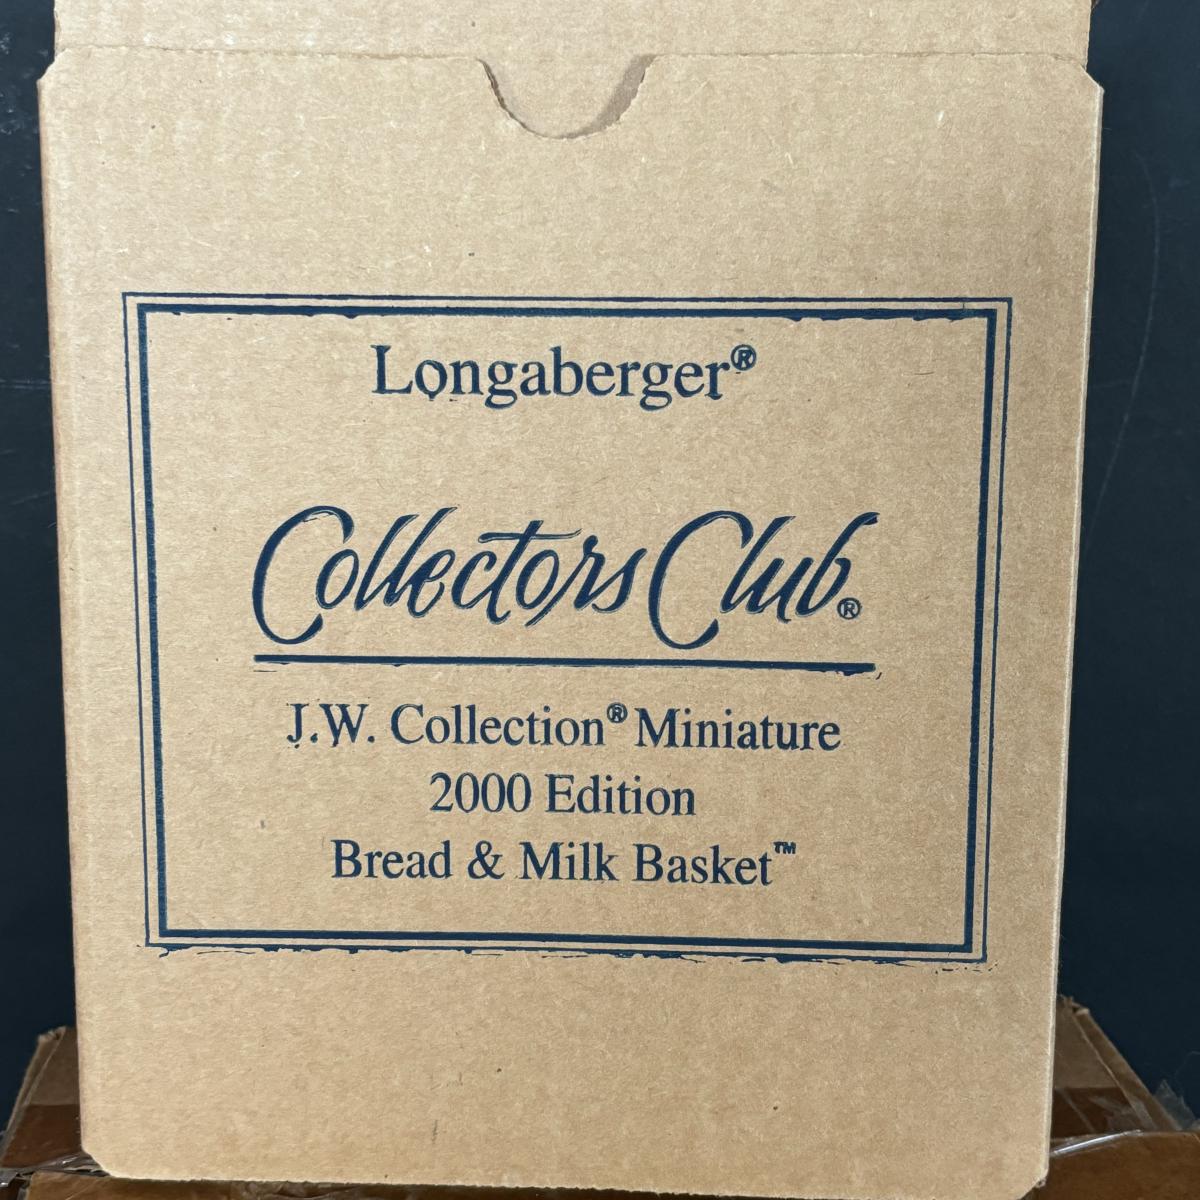 Longaberger®
Collectors Club®
J.W. Collection® Miniature
2000 Edition
Bread & Milk Basket™